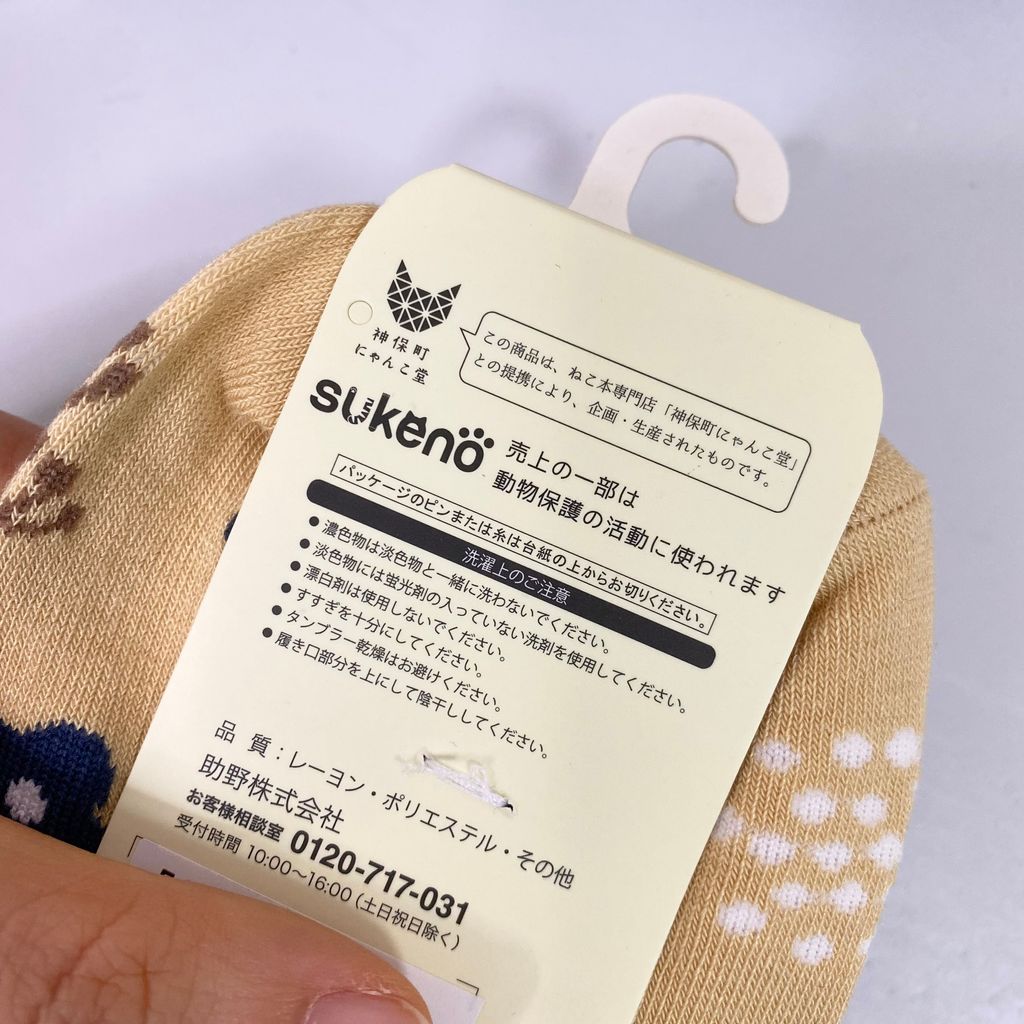 神保町
にゃんこ堂
この商品は、ねこ本専門店「神保町にゃんこ堂」
との提携により、企画・生産されたものです。
sukeno
売上の一部は
動物保護の活動に使われます
パッケージのピンまたは糸は台紙の上からお切りください。
洗濯上のご注意
●濃色物は淡色物と一緒に洗わないでください。
●淡色物には蛍光剤の入っていない洗剤を使用してください。
●漂白剤は使用しないでください。
●すすぎを十分にしてください。
●タンブラー乾燥はお避けください。
●履き口部分を上にして陰干ししてください。
品 質：レーヨン・ポリエステル・その他
助野株式会社
お客様相談室 0120-717-031
受付時間 10:00～16:00（土日祝日除く）